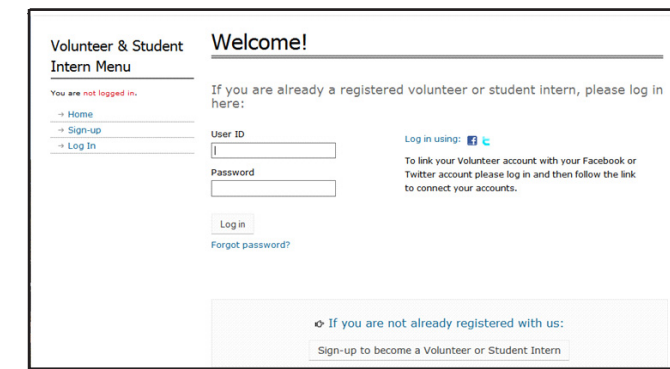 Volunteer & Student
Intern Menu
You are not logged in.
→ Home
→ Sign-up
→ Log In
Welcome!
If you are already a registered volunteer or student intern, please log in
here:
User ID
Password
Log in
Forgot password?
Log in using:
To link your Volunteer account with your Facebook or
Twitter account please log in and then follow the link
to connect your accounts.
If you are not already registered with us:
Sign-up to become a Volunteer or Student Intern